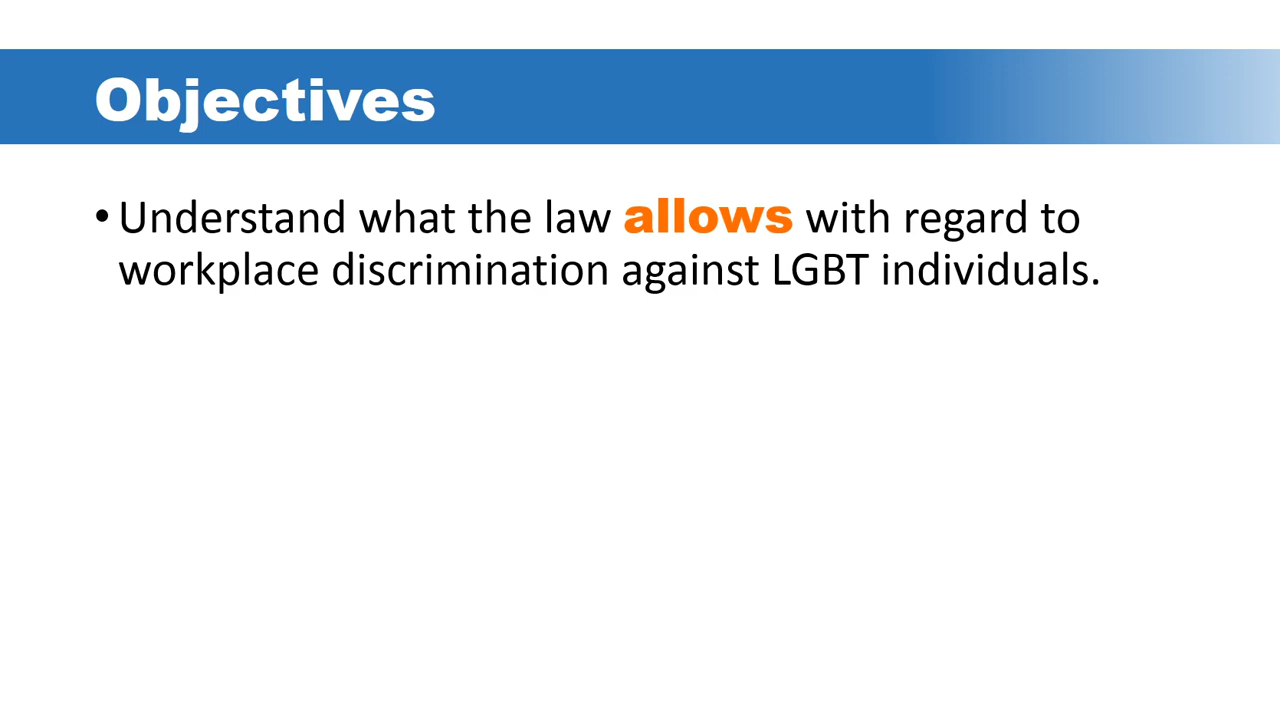 Objectives
• Understand what the law allows with regard to
workplace discrimination against LGBT individuals.